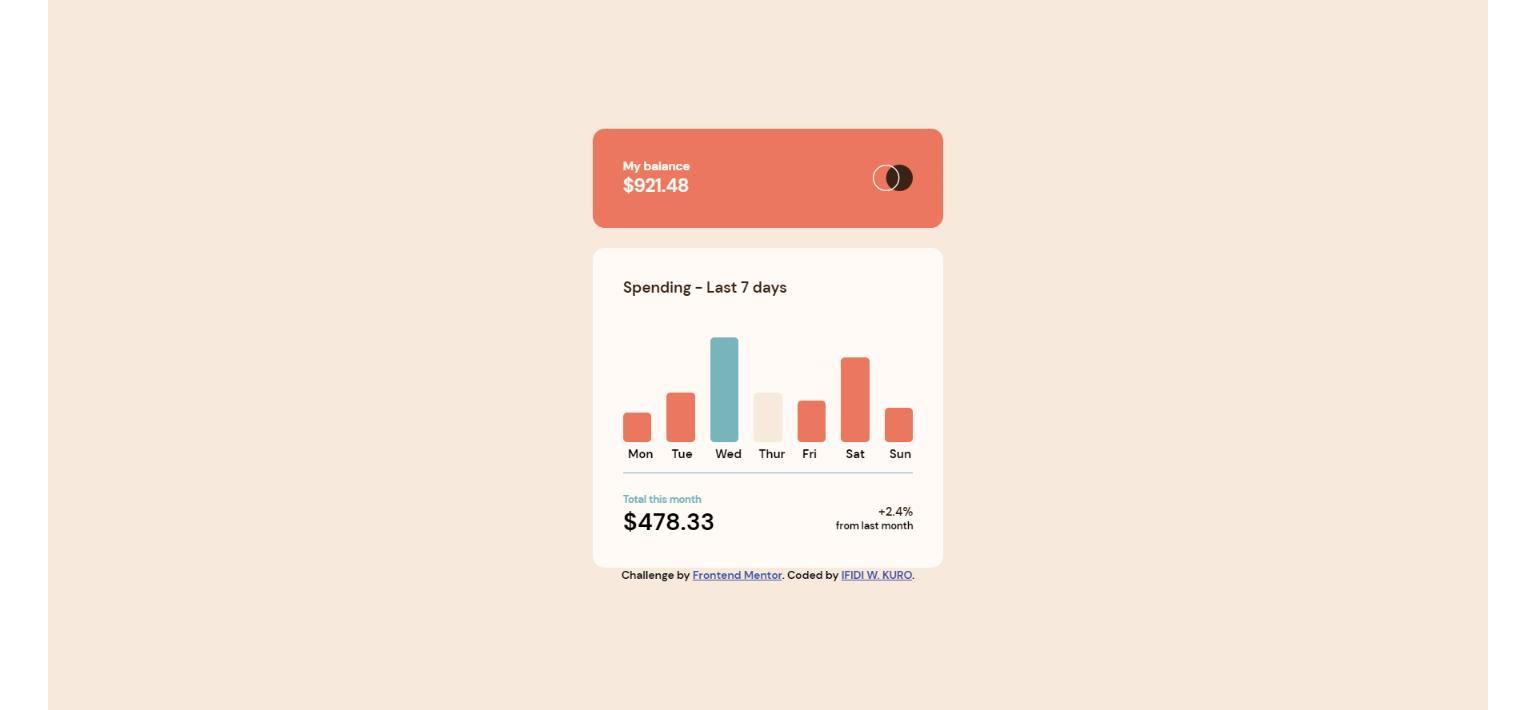 My balance
$921.48
Spending - Last 7 days
Mon Tue Wed Thur Fri Sat Sun
Total this month
$478.33
+2.4%
from last month
Challenge by Frontend Mentor. Coded by IFIDI W. KURO.